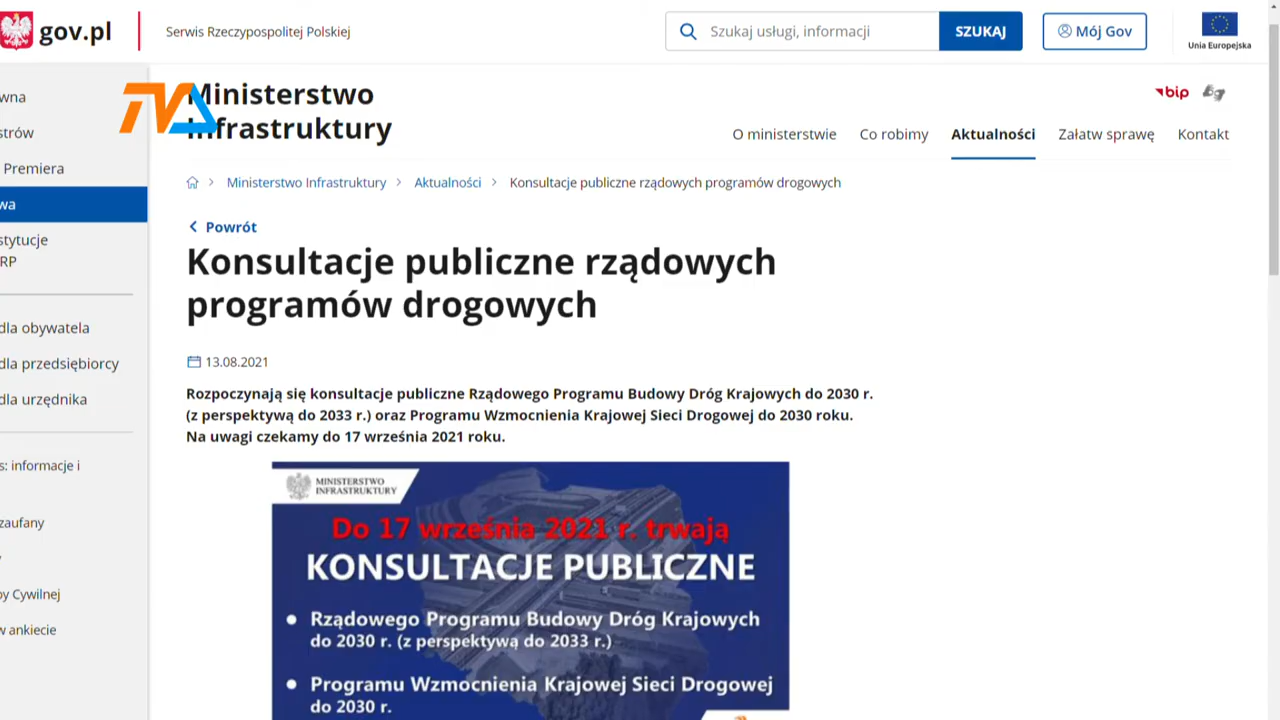 gov.pl
Serwis Rzeczypospolitej Polskiej
Szukaj usługi, informacji
SZUKAJ
Mój Gov
Unia Europejska
TVA
Ministerstwo
Infrastruktury
bip
O ministerstwie
Co robimy
Aktualności
Załatw sprawę
Kontakt
wna
strów
Premiera
wa
stytucje
RP
dla obywatela
dla przedsiębiorcy
dla urzędnika
s: informacje i
zaufany
by Cywilnej
w ankiecie
Ministerstwo Infrastruktury > Aktualności > Konsultacje publiczne rządowych programów drogowych
Powrót
Konsultacje publiczne rządowych
programów drogowych
13.08.2021
Rozpoczynają się konsultacje publiczne Rządowego Programu Budowy Dróg Krajowych do 2030 r.
(z perspektywą do 2033 r.) oraz Programu Wzmocnienia Krajowej Sieci Drogowej do 2030 roku.
Na uwagi czekamy do 17 września 2021 roku.
MINISTERSTWO
INFRASTRUKTURY
Do 17 września 2021 r. trwają
KONSULTACJE PUBLICZNE
• Rządowego Programu Budowy Dróg Krajowych
do 2030 r. (z perspektywą do 2033 r.)
• Programu Wzmocnienia Krajowej Sieci Drogowej
do 2030 r.